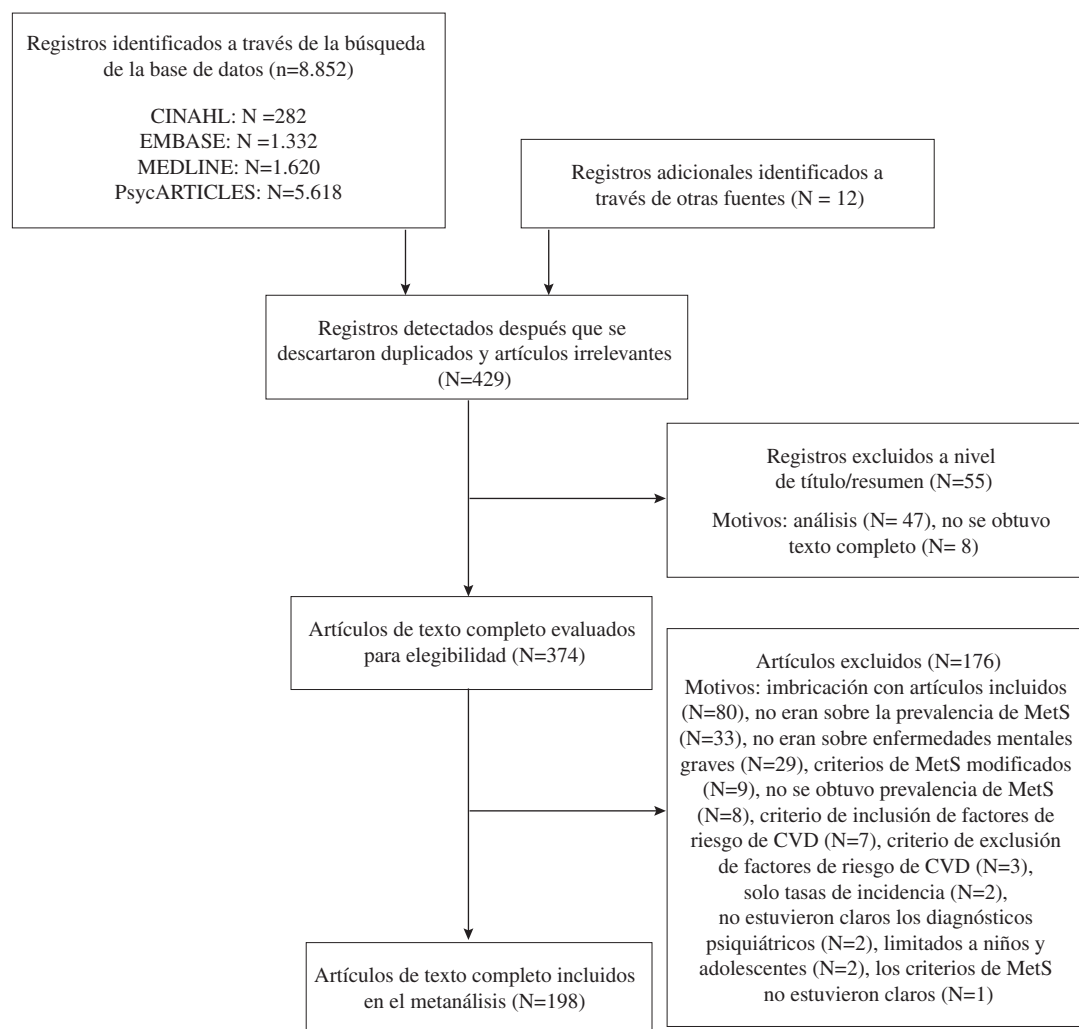 Registros identificados a través de la búsqueda
de la base de datos (n=8.852)
CINAHL: N =282
EMBASE: N =1.332
MEDLINE: N=1.620
PsycARTICLES: N=5.618
Registros adicionales identificados a
través de otras fuentes (N = 12)
Registros detectados después que se
descartaron duplicados y artículos irrelevantes
(N=429)
Registros excluidos a nivel
de título/resumen (N=55)
Motivos: análisis (N= 47), no se obtuvo
texto completo (N= 8)
Artículos de texto completo evaluados
para elegibilidad (N=374)
Artículos excluidos (N=176)
Motivos: imbricación con artículos incluidos
(N=80), no eran sobre la prevalencia de MetS
(N=33), no eran sobre enfermedades mentales
graves (N=29), criterios de MetS modificados
(N=9), no se obtuvo prevalencia de MetS
(N=8), criterio de inclusión de factores de
riesgo de CVD (N=7), criterio de exclusión
de factores de riesgo de CVD (N=3),
solo tasas de incidencia (N=2),
no estuvieron claros los diagnósticos
psiquiátricos (N=2), limitados a niños y
adolescentes (N=2), los criterios de MetS
no estuvieron claros (N=1)
Artículos de texto completo incluidos
en el metanálisis (N=198)